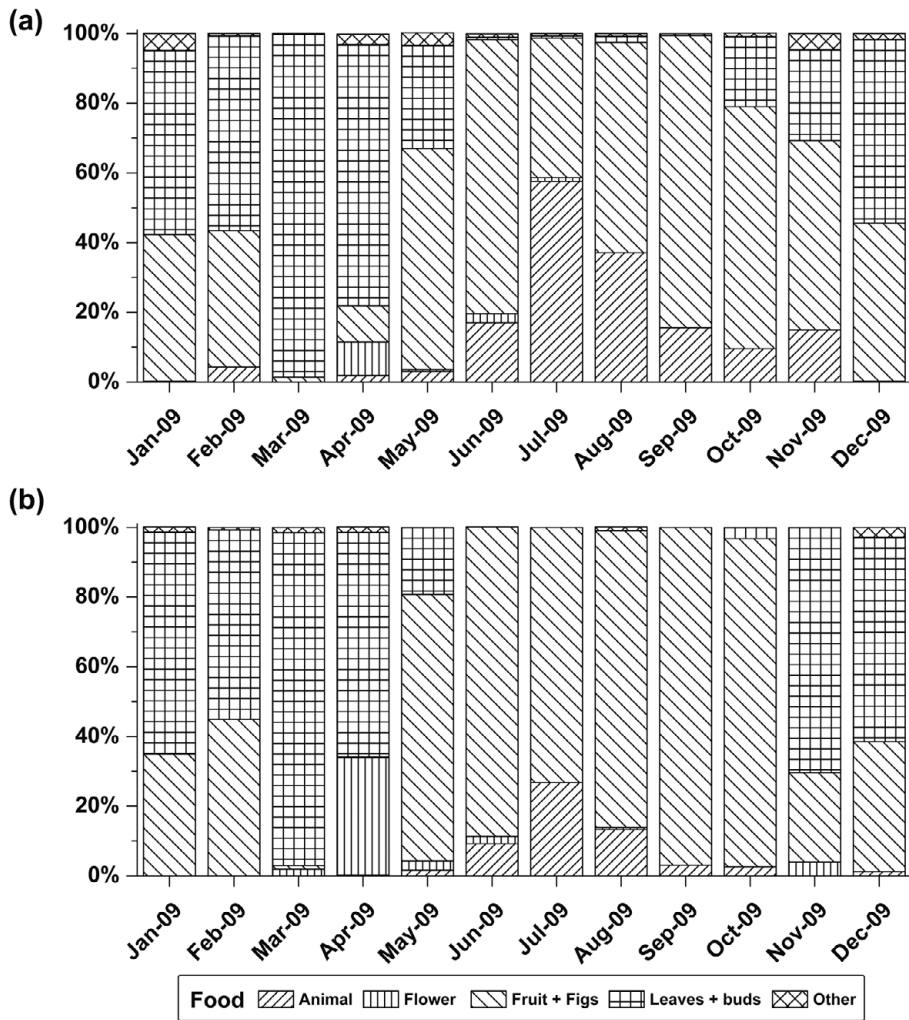 (a)
100%
80%
60%
40%
20%
0%
Jan-09 Feb-09 Mar-09 Apr-09 May-09 Jun-09 Jul-09 Aug-09 Sep-09 Oct-09 Nov-09 Dec-09
(b)
100%
80%
60%
40%
20%
0%
Jan-09 Feb-09 Mar-09 Apr-09 May-09 Jun-09 Jul-09 Aug-09 Sep-09 Oct-09 Nov-09 Dec-09
Food Animal Flower Fruit + Figs Leaves + buds Other